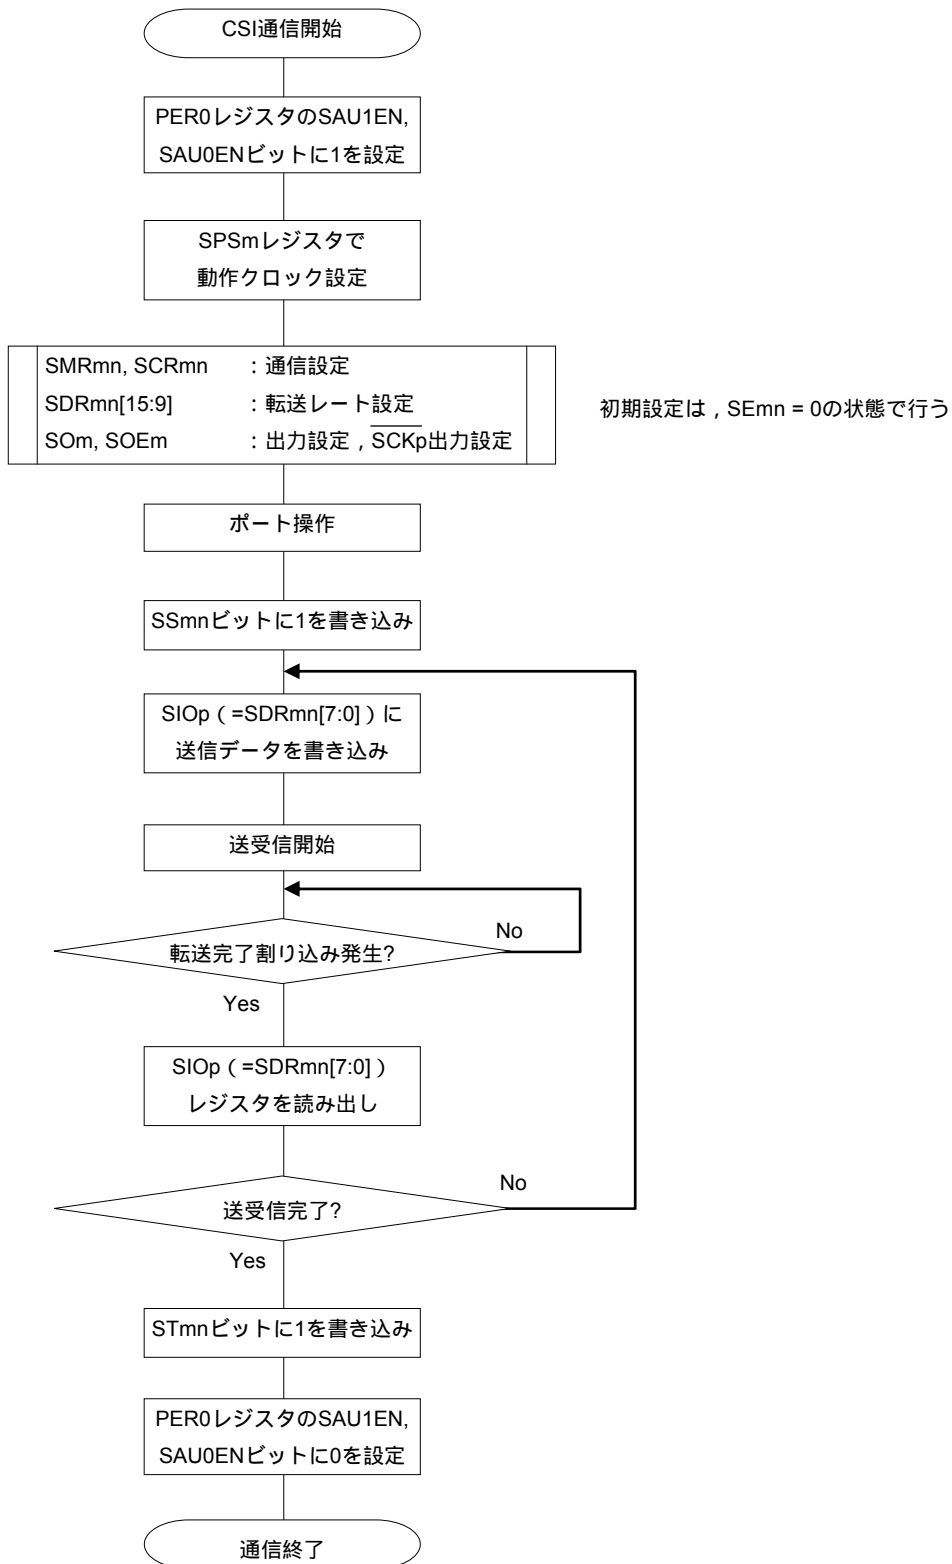 CSI通信開始
PER0レジスタのSAU1EN,
SAU0ENビットに1を設定
SPSmレジスタで
動作クロック設定
SMRmn, SCRmn :通信設定
SDRmn[15:9] :転送レート設定
SOm, SOEm :出力設定,SCKp出力設定
初期設定は,SEmn = 0の状態で行う
ポート操作
SSmnビットに1を書き込み
SIOp(=SDRmn[7:0])に
送信データを書き込み
送受信開始
転送完了割り込み発生?
No
Yes
SIOp(=SDRmn[7:0])
レジスタを読み出し
送受信完了?
No
Yes
STmnビットに1を書き込み
PER0レジスタのSAU1EN,
SAU0ENビットに0を設定
通信終了